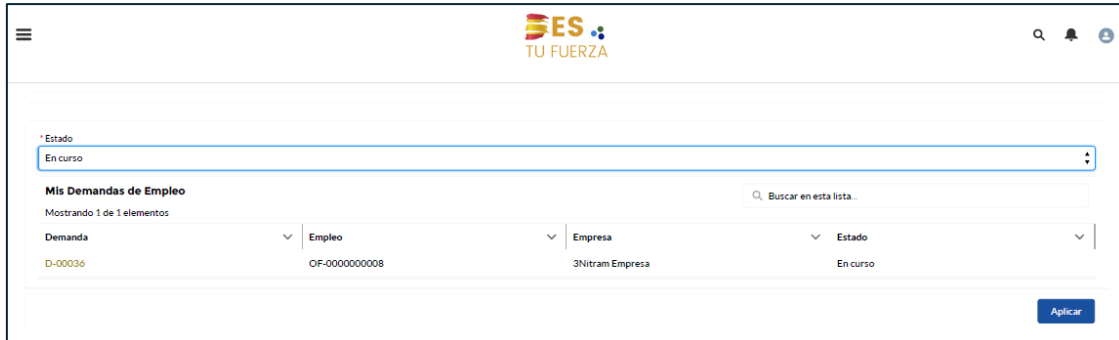 ES
TU FUERZA
* Estado
En curso
Mis Demandas de Empleo
Buscar en esta lista...
Mostrando 1 de 1 elementos
Demanda Empleo Empresa Estado
D-00036 OF-0000000008 3Nitram Empresa En curso
Aplicar